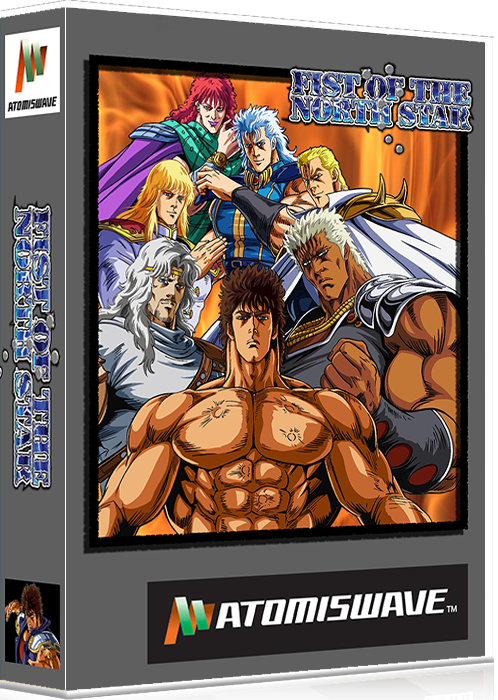 ATOMISWAVE
FIST OF THE
NORTH STAR
FIST OF THE
NORTH STAR
ATOMISWAVE™